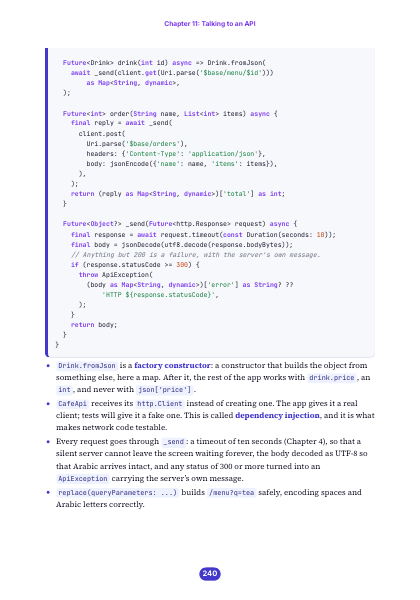 Chapter 11: Talking to an API
Future<Drink> drink(int id) async => Drink.fromJson(
await _send(client.get(Uri.parse('$base/menu/$id')))
as Map<String, dynamic>,
);
Future<int> order(String name, List<int> items) async {
final reply = await _send(
client.post(
Uri.parse('$base/orders'),
headers: {'Content-Type': 'application/json'},
body: jsonEncode({'name': name, 'items': items}),
),
);
return (reply as Map<String, dynamic>)['total'] as int;
}
Future<Object?> _send(Future<http.Response> request) async {
final response = await request.timeout(const Duration(seconds: 10));
final body = jsonDecode(utf8.decode(response.bodyBytes));
// Anything but 200 is a failure, with the server's own message.
if (response.statusCode >= 300) {
throw ApiException(
(body as Map<String, dynamic>)['error'] as String? ??
'HTTP ${response.statusCode}',
);
}
return body;
}
}
• Drink.fromJson is a factory constructor: a constructor that builds the object from
something else, here a map. After it, the rest of the app works with drink.price, an
int, and never with json['price'].
• CafeApi receives its http.Client instead of creating one. The app gives it a real
client; tests will give it a fake one. This is called dependency injection, and it is what
makes network code testable.
• Every request goes through _send: a timeout of ten seconds (Chapter 4), so that a
silent server cannot leave the screen waiting forever, the body decoded as UTF-8 so
that Arabic arrives intact, and any status of 300 or more turned into an
ApiException carrying the server's own message.
• replace(queryParameters: ...) builds /menu?q=tea safely, encoding spaces and
Arabic letters correctly.
240